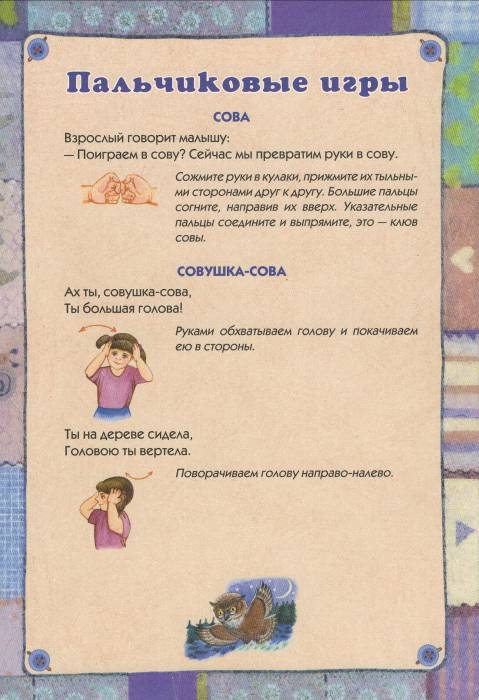 Пальчиковые игры
СОВА
Взрослый говорит малышу:
— Поиграем в сову? Сейчас мы превратим руки в сову.
Сожмите руки в кулаки, прижмите их тыльны-
ми сторонами друг к другу. Большие пальцы
согните, направив их вверх. Указательные
пальцы соедините и выпрямите, это — клюв
совы.
СОВУШКА-СОВА
Ах ты, совушка-сова,
Ты большая голова!
Руками обхватываем голову и покачиваем
ею в стороны.
Ты на дереве сидела,
Головою ты вертела.
Поворачиваем голову направо-налево.